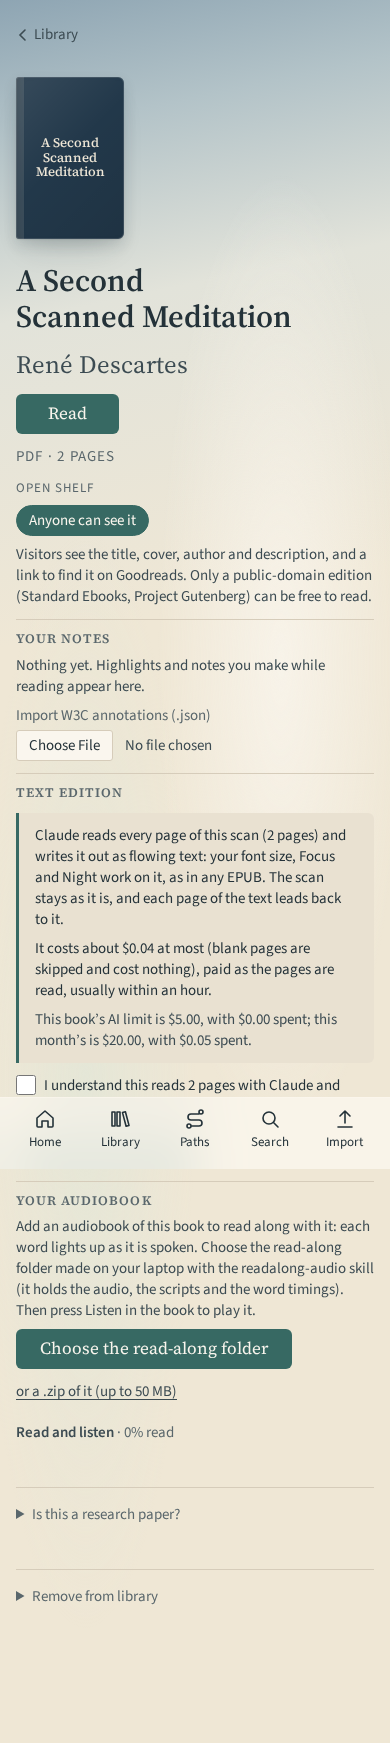 Library
A Second
Scanned
Meditation
A Second
Scanned Meditation
René Descartes
Read
PDF · 2 PAGES
OPEN SHELF
Anyone can see it
Visitors see the title, cover, author and description, and a
link to find it on Goodreads. Only a public-domain edition
(Standard Ebooks, Project Gutenberg) can be free to read.
YOUR NOTES
Nothing yet. Highlights and notes you make while
reading appear here.
Import W3C annotations (.json)
Choose File No file chosen
TEXT EDITION
Claude reads every page of this scan (2 pages) and
writes it out as flowing text: your font size, Focus
and Night work on it, as in any EPUB. The scan
stays as it is, and each page of the text leads back
to it.
It costs about $0.04 at most (blank pages are
skipped and cost nothing), paid as the pages are
read, usually within an hour.
This book’s AI limit is $5.00, with $0.00 spent; this
month’s is $20.00, with $0.05 spent.
I understand this reads 2 pages with Claude and
Home Library Paths Search Import
YOUR AUDIOBOOK
Add an audiobook of this book to read along with it: each
word lights up as it is spoken. Choose the read-along
folder made on your laptop with the readalong-audio skill
(it holds the audio, the scripts and the word timings).
Then press Listen in the book to play it.
Choose the read-along folder
or a .zip of it (up to 50 MB)
Read and listen · 0% read
Is this a research paper?
Remove from library